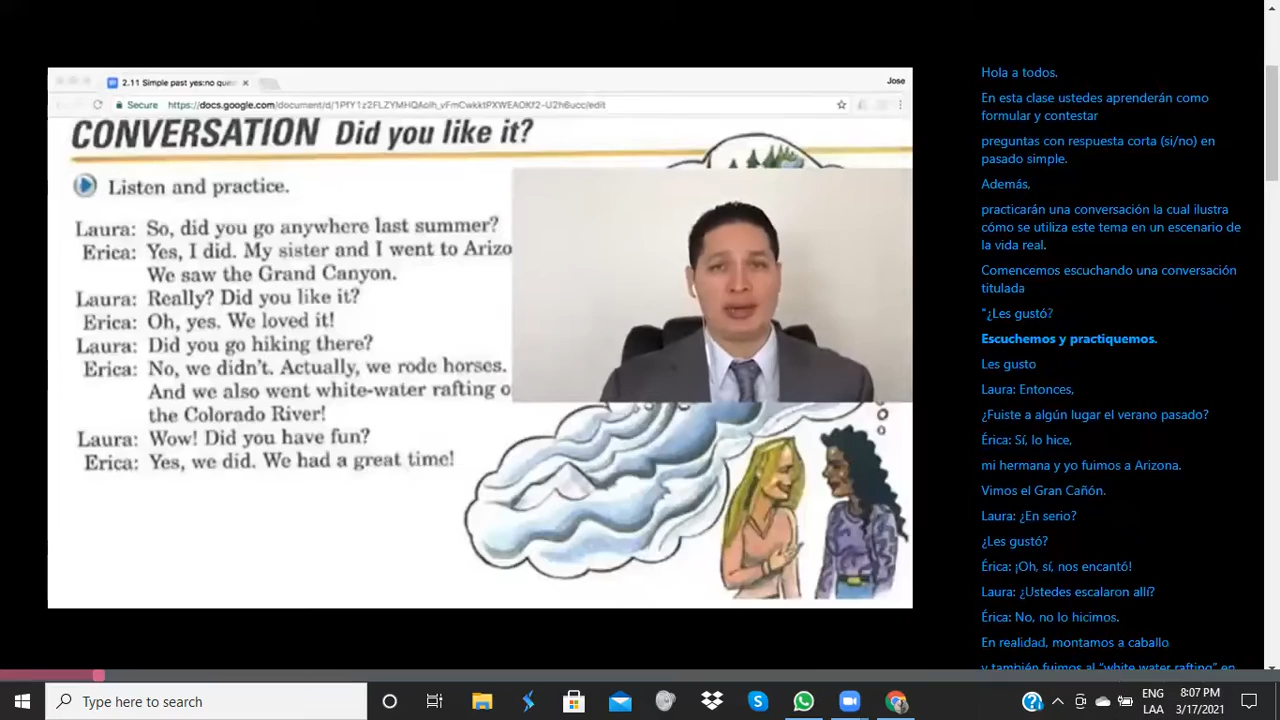 2.11 Simple past yes:no que
Jose
Secure
CONVERSATION Did you like it?
Listen and practice.
Laura: So, did you go anywhere last summer?
Erica: Yes, I did. My sister and I went to Arizo
We saw the Grand Canyon.
Laura: Really? Did you like it?
Erica: Oh, yes. We loved it!
Laura: Did you go hiking there?
Erica: No, we didn't. Actually, we rode horses.
And we also went white-water rafting o
the Colorado River!
Laura: Wow! Did you have fun?
Erica: Yes, we did. We had a great time!
Hola a todos.
En esta clase ustedes aprenderán como
formular y contestar
preguntas con respuesta corta (si/no) en
pasado simple.
Además,
practicarán una conversación la cual ilustra
cómo se utiliza este tema en un escenario de
la vida real.
Comencemos escuchando una conversación
titulada
"¿Les gustó?
Escuchemos y practiquemos.
Les gusto
Laura: Entonces,
¿Fuiste a algún lugar el verano pasado?
Érica: Sí, lo hice,
mi hermana y yo fuimos a Arizona.
Vimos el Gran Cañón.
Laura: ¿En serio?
¿Les gustó?
Érica: ¡Oh, sí, nos encantó!
Laura: ¿Ustedes escalaron allí?
Érica: No, no lo hicimos.
En realidad, montamos a caballo
y también fuimos al "white water rafting" en
Type here to search
ENG
LAA
8:07 PM
3/17/2021